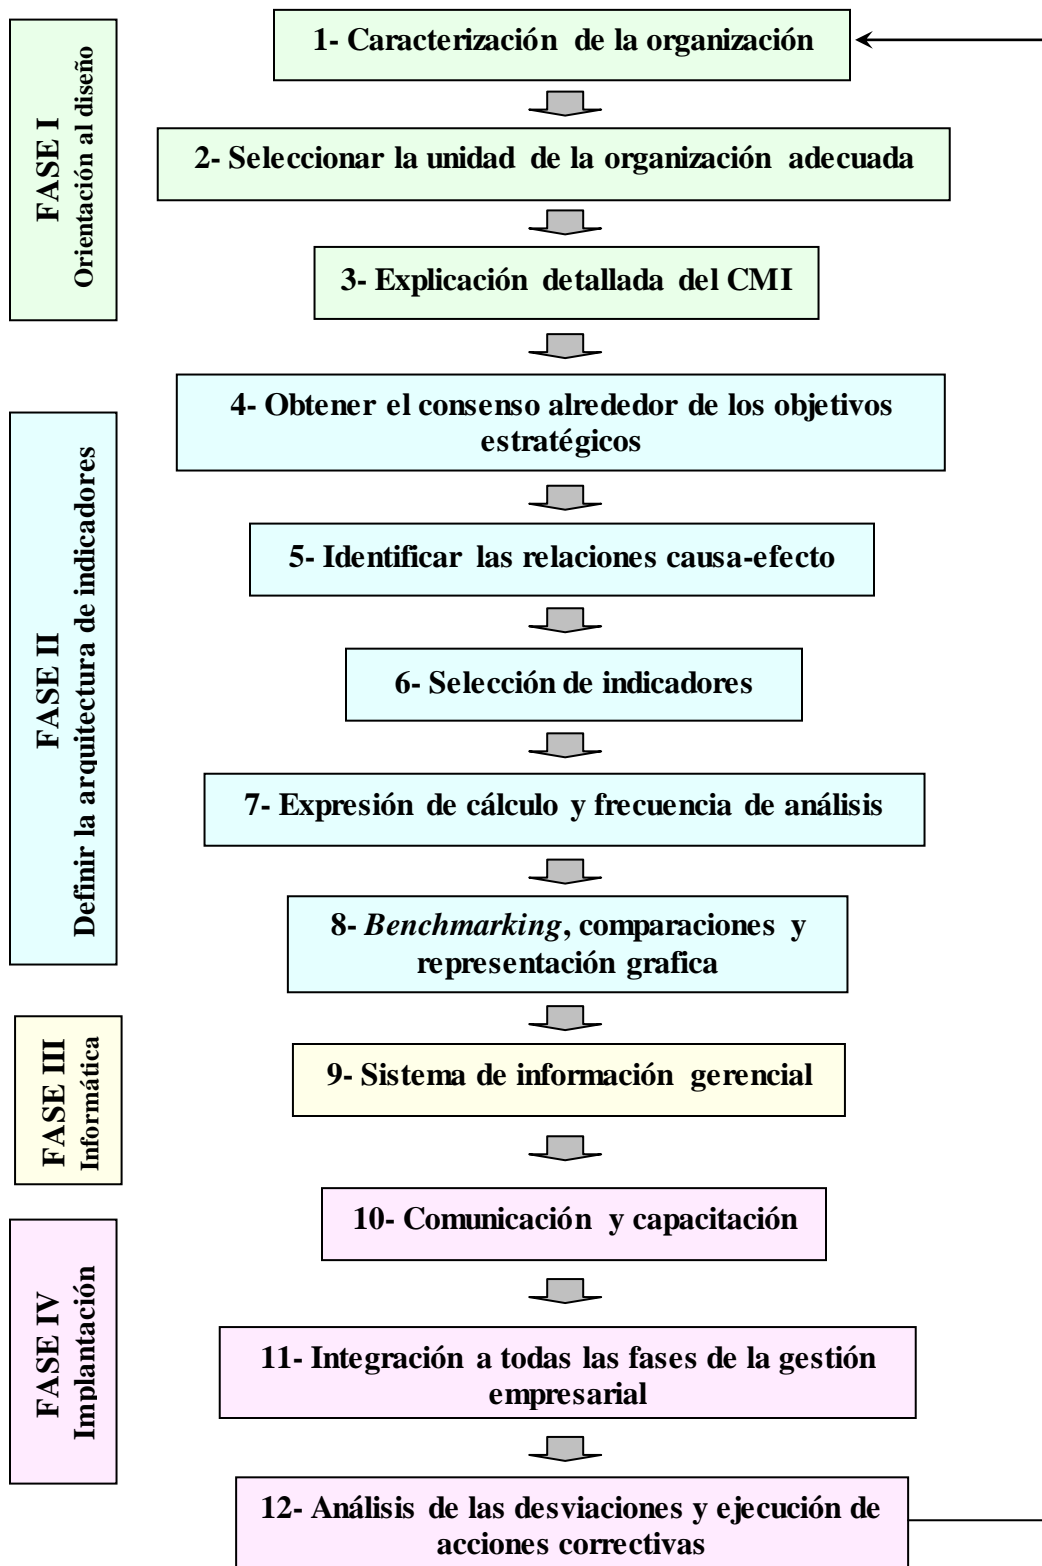 FASE I
Orientación al diseño
1- Caracterización de la organización
2- Seleccionar la unidad de la organización adecuada
3- Explicación detallada del CMI
FASE II
Definir la arquitectura de indicadores
4- Obtener el consenso alrededor de los objetivos
estratégicos
5- Identificar las relaciones causa-efecto
6- Selección de indicadores
7- Expresión de cálculo y frecuencia de análisis
8- Benchmarking, comparaciones y
representación grafica
FASE III
Informática
9- Sistema de información gerencial
FASE IV
Implantación
10- Comunicación y capacitación
11- Integración a todas las fases de la gestión
empresarial
12- Análisis de las desviaciones y ejecución de
acciones correctivas